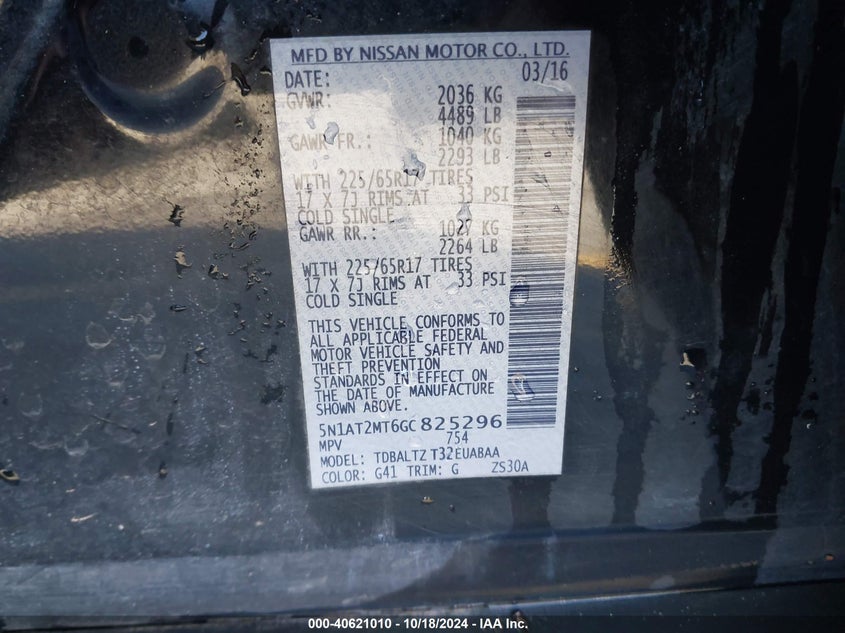 MFD BY NISSAN MOTOR CO., LTD.
DATE: 03/16
GVWR: 2036 KG
4489 LB
GAWR FR.: 1040 KG
2293 LB
WITH 225/65R17 TIRES
17 X 7J RIMS AT 33 PSI
COLD SINGLE
GAWR RR.: 1027 KG
2264 LB
WITH 225/65R17 TIRES
17 X 7J RIMS AT 33 PSI
COLD SINGLE
THIS VEHICLE CONFORMS TO
ALL APPLICABLE FEDERAL
MOTOR VEHICLE SAFETY AND
THEFT PREVENTION
STANDARDS IN EFFECT ON
THE DATE OF MANUFACTURE
SHOWN ABOVE.
5N1AT2MT6GC825296
MPV 754
MODEL: TDBALTZ T32EUABAA
COLOR: G41 TRIM: G ZS30A
000-40621010 - 10/18/2024 - IAA Inc.